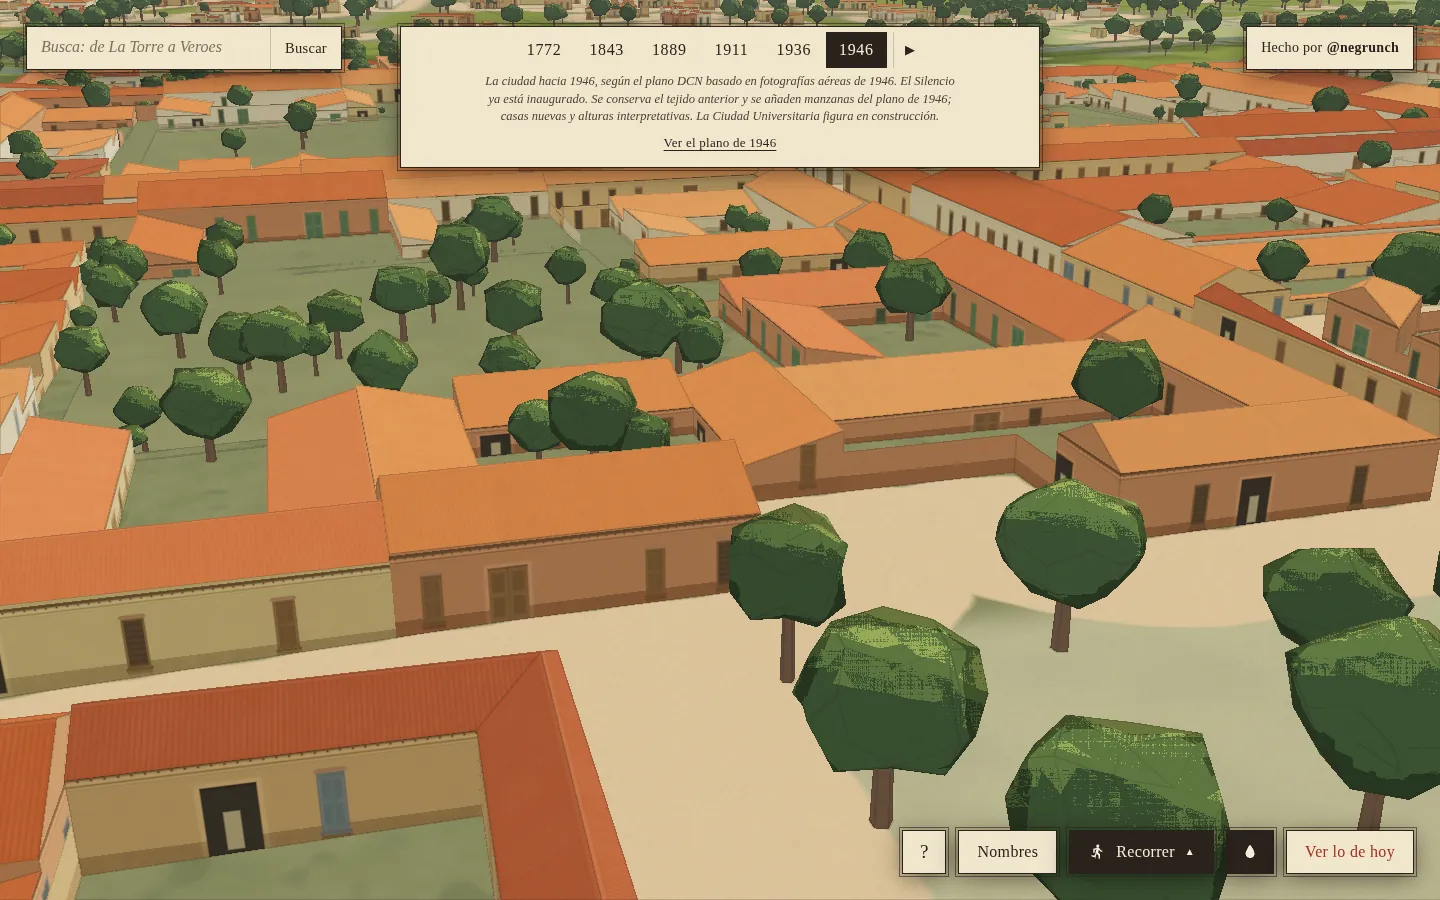 Busca: de La Torre a Veroes
Buscar
1772 1843 1889 1911 1936 1946 ▶
La ciudad hacia 1946, según el plano DCN basado en fotografías aéreas de 1946. El Silencio
ya está inaugurado. Se conserva el tejido anterior y se añaden manzanas del plano de 1946;
casas nuevas y alturas interpretativas. La Ciudad Universitaria figura en construcción.
Ver el plano de 1946
Hecho por @negrunch
?
Nombres
Recorrer ▲
Ver lo de hoy